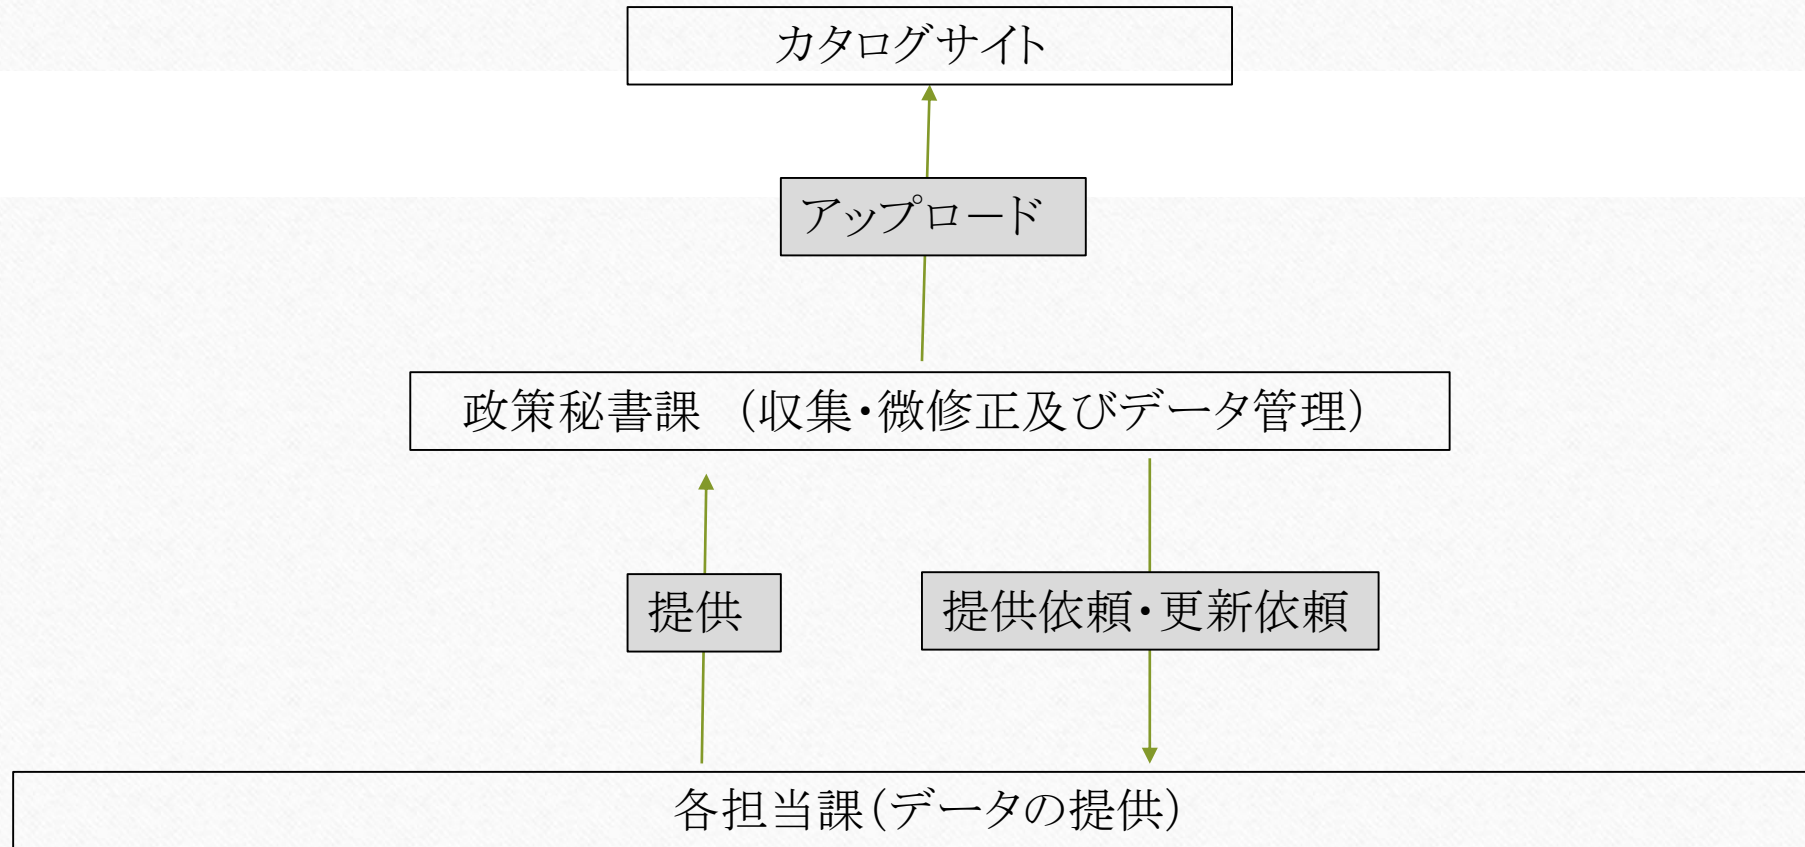 カタログサイト
アップロード
政策秘書課 （収集・微修正及びデータ管理）
提供
提供依頼・更新依頼
各担当課（データの提供）